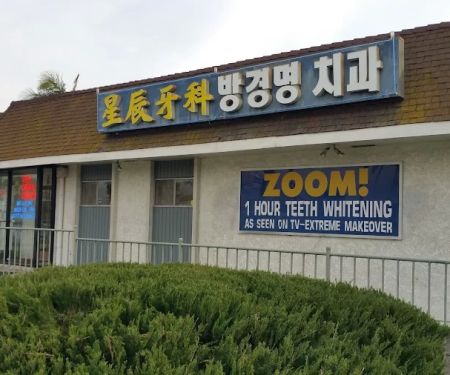 星辰牙科 방경명 치과
ZOOM!
1 HOUR TEETH WHITENING
AS SEEN ON TV-EXTREME MAKEOVER